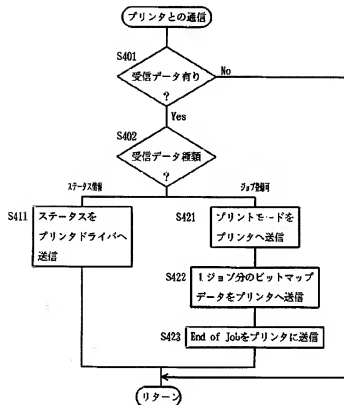 プリンタとの通信
S401
受信データ有り
?
No
Yes
S402
受信データ種類
?
ステータス情報
ジョブ登録可
S411
ステータスを
プリンタドライバへ
送信
S421
プリントモードを
プリンタへ送信
S422
1ジョブ分のビットマップ
データをプリンタへ送信
S423
End of Jobをプリンタに送信
リターン